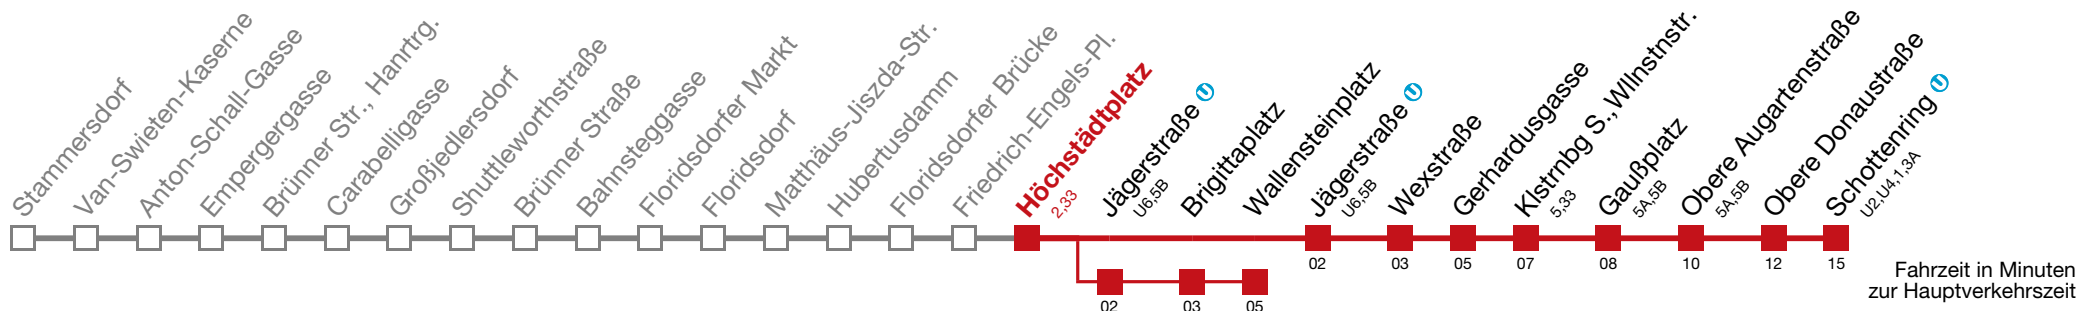 Stammersdorf
Van-Swieten-Kaserne
Anton-Schall-Gasse
Empergergasse
Brünner Str., Hanrtrg.
Carabelligasse
Großjedlersdorf
Shuttleworthstraße
Brünner Straße
Bahnsteggasse
Floridsdorfer Markt
Floridsdorf
Matthäus-Jiszda-Str.
Hubertusdamm
Floridsdorfer Brücke
Friedrich-Engels-Pl.
Höchstädtplatz
2,33
Jägerstraße U
U6,5B
Brigittaplatz
Wallensteinplatz
Jägerstraße U
U6,5B
Wexstraße
Gerhardusgasse
Klstrnbg S., Wllnstnstr.
5,33
Gaußplatz
5A,5B
Obere Augartenstraße
5A,5B
Obere Donaustraße
Schottenring U
U2,U4,1,3A
02 03 05 07 08 10 12 15
02 03 05
Fahrzeit in Minuten
zur Hauptverkehrszeit